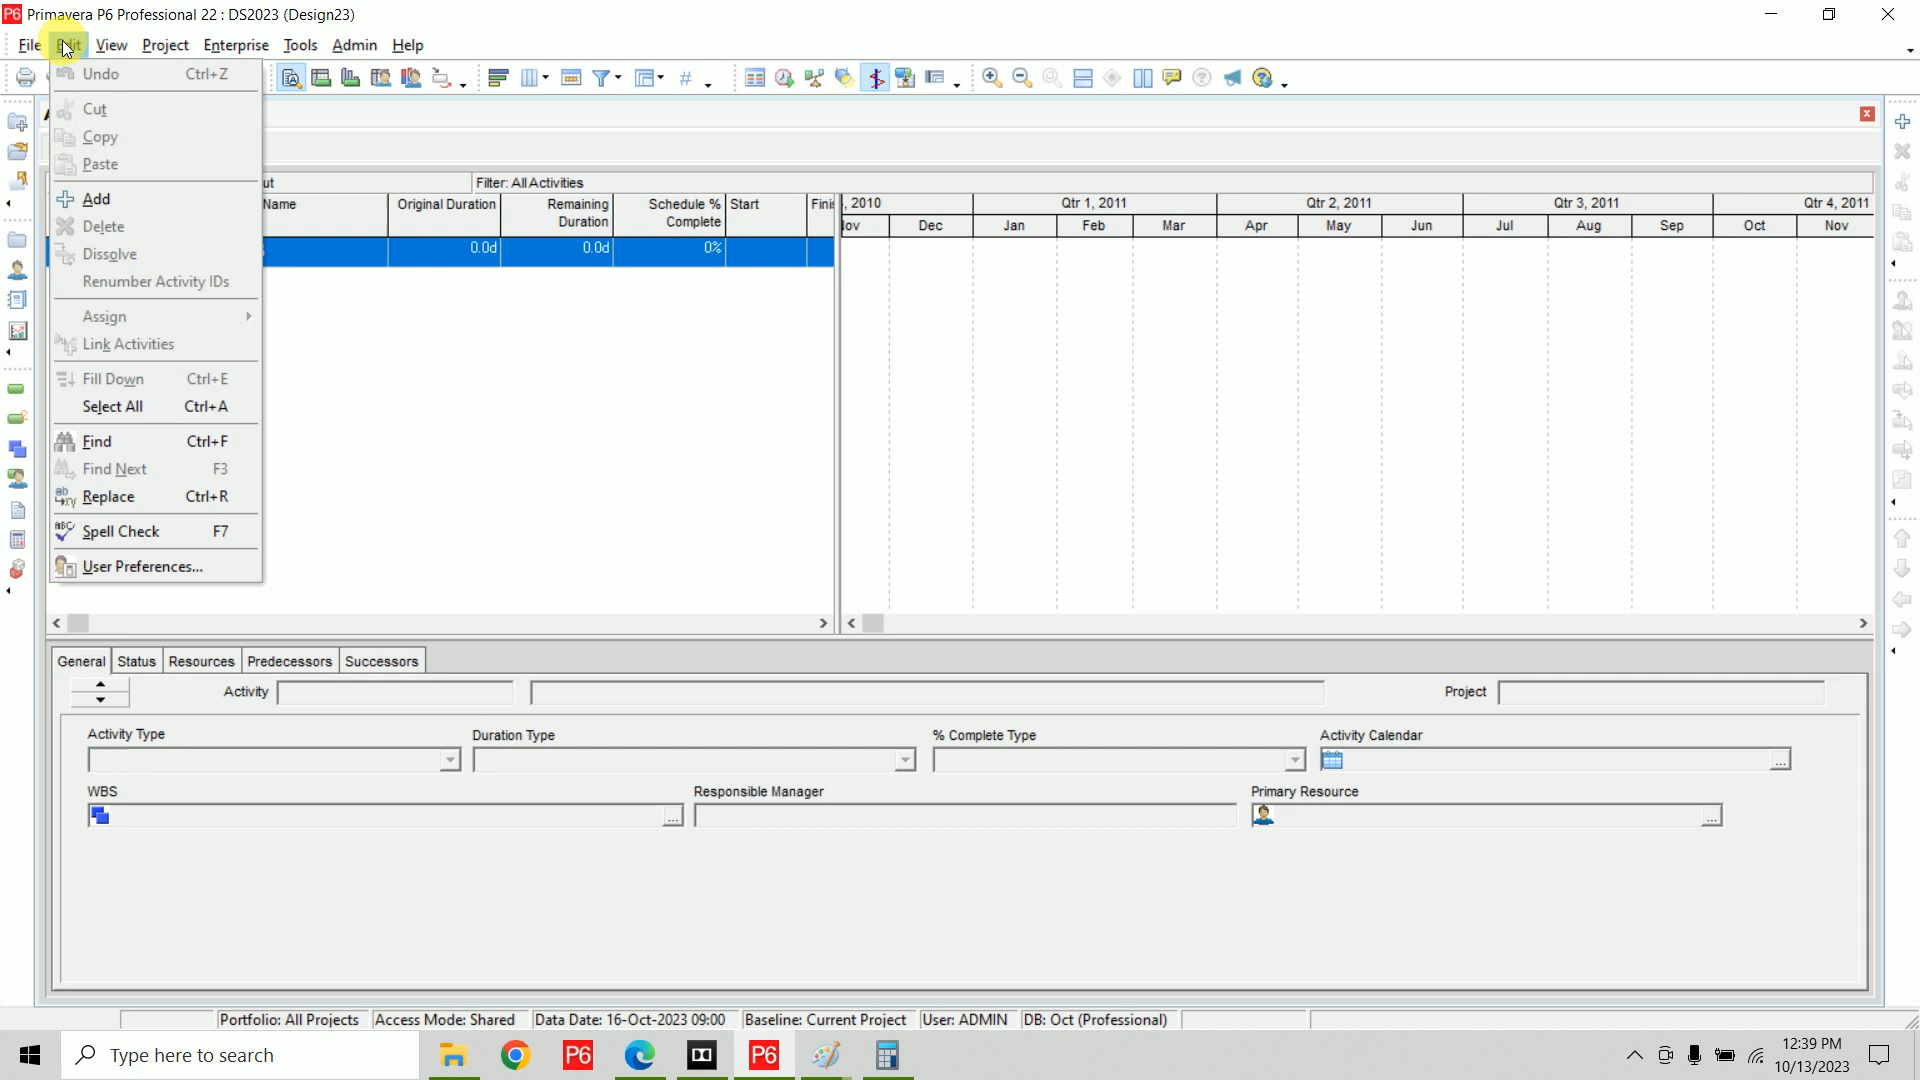 P6 Primavera P6 Professional 22 : DS2023 (Design23)
File Edit View Project Enterprise Tools Admin Help
Undo Ctrl+Z
Cut
Copy
Paste
Add
Delete
Dissolve
Renumber Activity IDs
Assign
Link Activities
Fill Down Ctrl+E
Select All Ctrl+A
Find Ctrl+F
Find Next F3
Replace Ctrl+R
Spell Check F7
User Preferences...
Filter: All Activities
Name Original Duration Remaining Duration Schedule % Complete Start
0.0d 0.0d 0%
, 2010 Qtr 1, 2011 Qtr 2, 2011 Qtr 3, 2011 Qtr 4, 2011
Dec Jan Feb Mar Apr May Jun Jul Aug Sep Oct Nov
General Status Resources Predecessors Successors
Activity Project
Activity Type Duration Type % Complete Type Activity Calendar
WBS Responsible Manager Primary Resource
Portfolio: All Projects Access Mode: Shared Data Date: 16-Oct-2023 09:00 Baseline: Current Project User: ADMIN DB: Oct (Professional)
Type here to search P6 P6 12:39 PM
10/13/2023